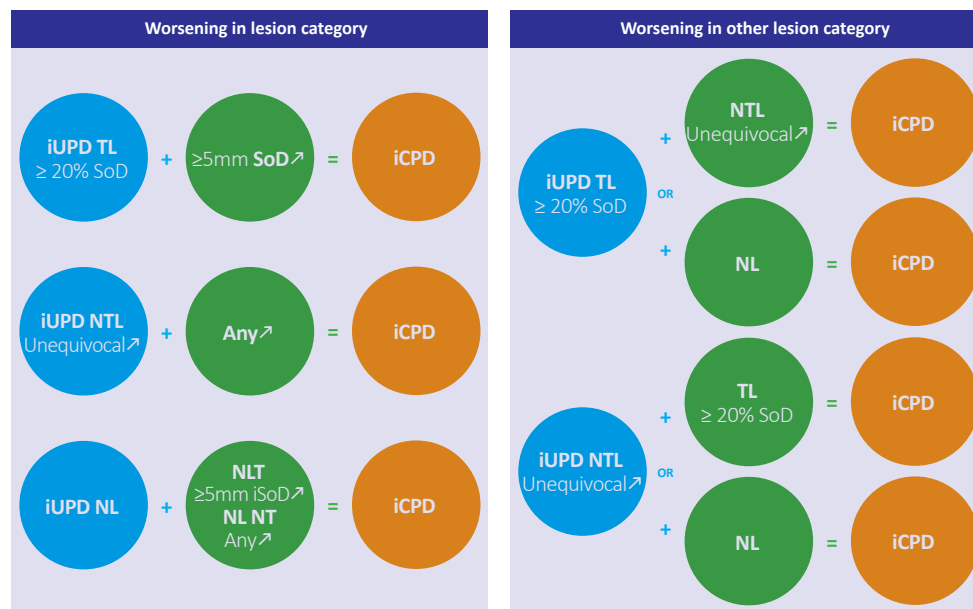 Worsening in lesion category
iUPD TL
≥ 20% SoD
+
≥5mm SoD↗
=
iCPD
iUPD NTL
Unequivocal↗
+
Any↗
=
iCPD
iUPD NL
+
NLT
≥5mm iSoD↗
NL NT
Any↗
=
iCPD
Worsening in other lesion category
iUPD TL
≥ 20% SoD
+
NTL
Unequivocal↗
=
iCPD
OR
+
NL
=
iCPD
iUPD NTL
Unequivocal↗
+
TL
≥ 20% SoD
=
iCPD
OR
+
NL
=
iCPD